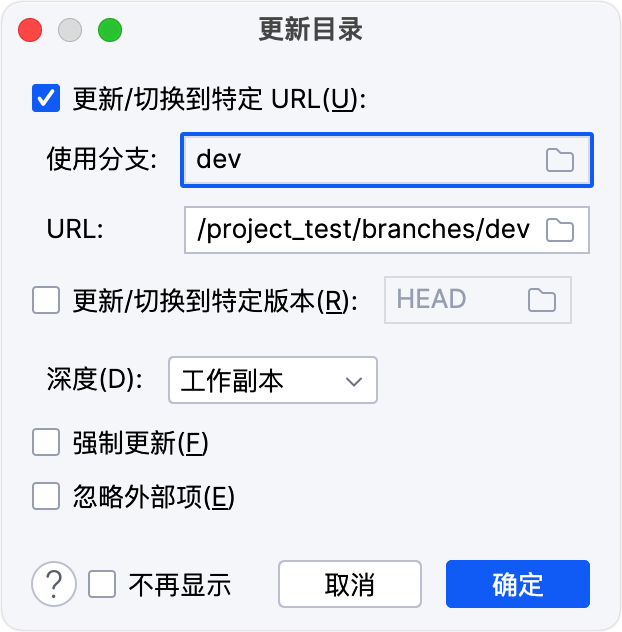 更新目录
更新/切换到特定 URL(U):
使用分支: dev
URL: /project_test/branches/dev
更新/切换到特定版本(R): HEAD
深度(D): 工作副本
强制更新(F)
忽略外部项(E)
? 不再显示 取消 确定